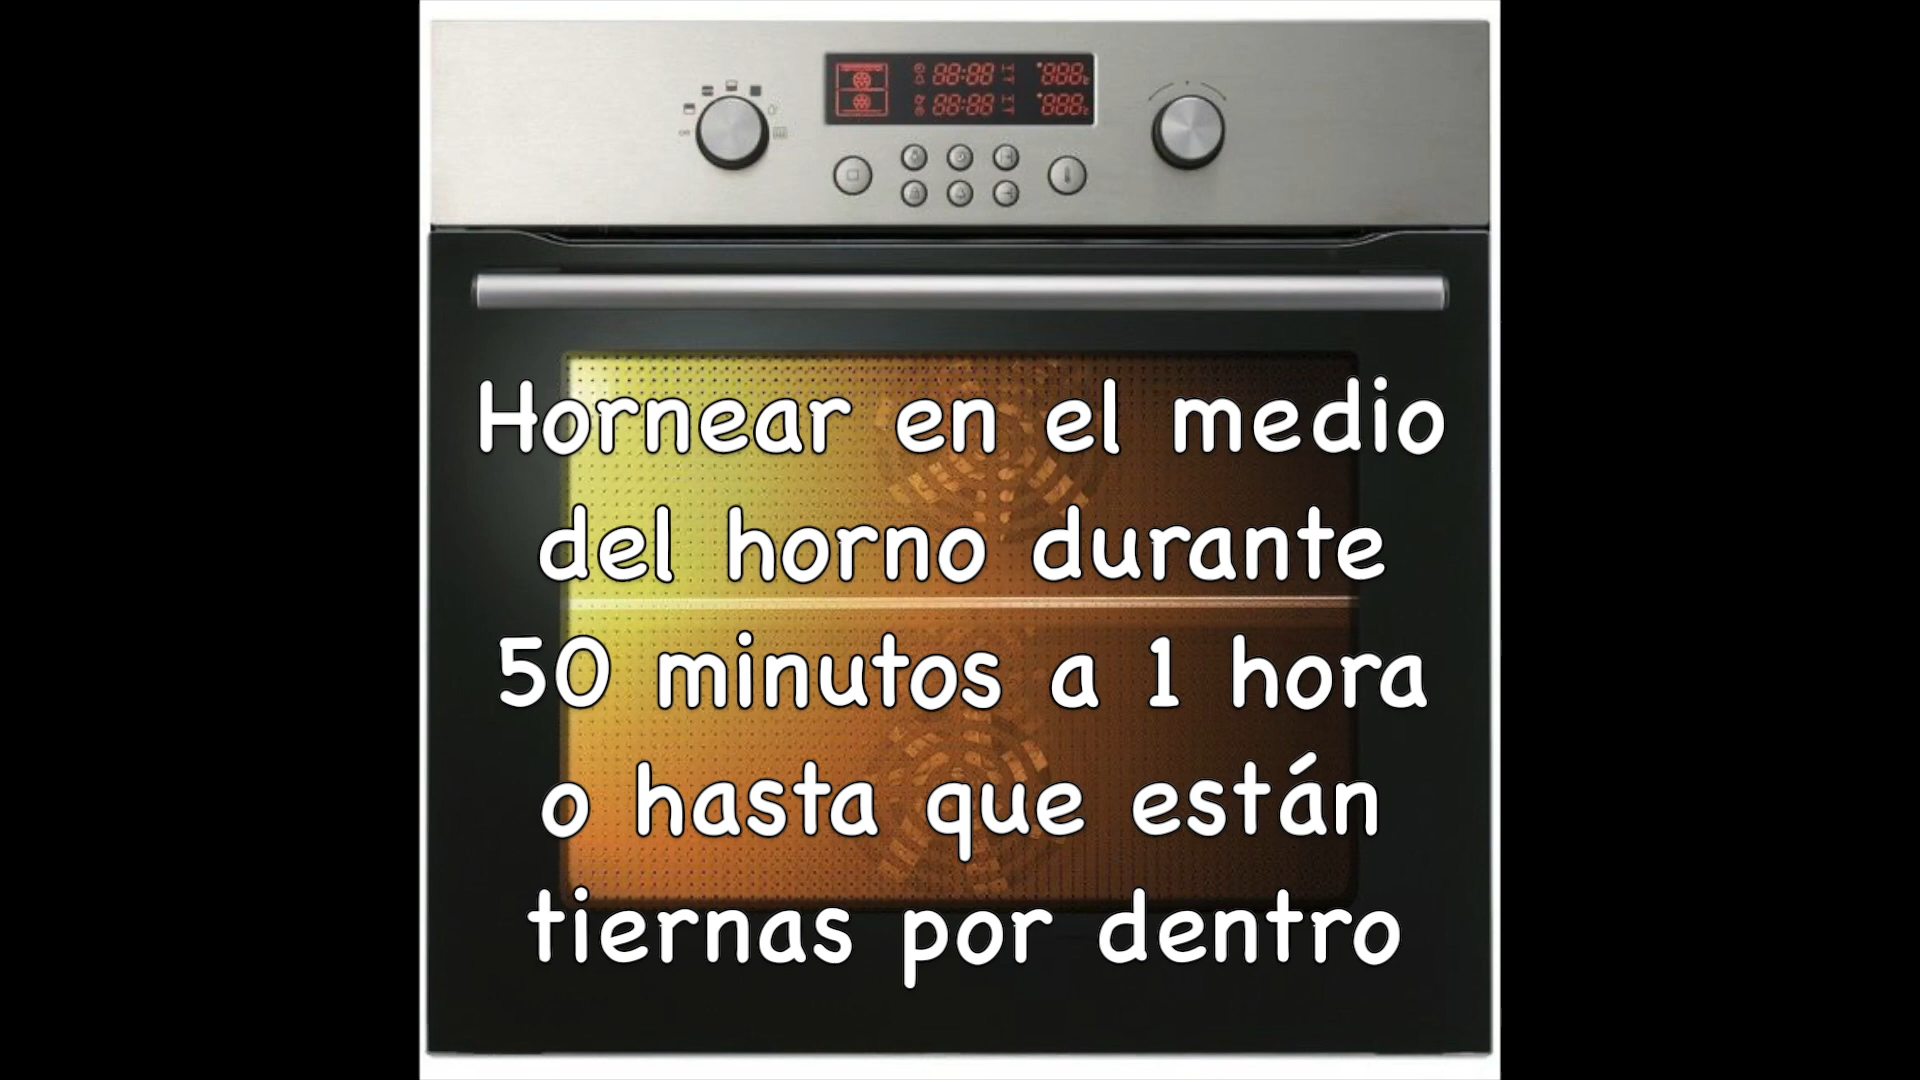 Hornear en el medio
del horno durante
50 minutos a 1 hora
o hasta que están
tiernas por dentro